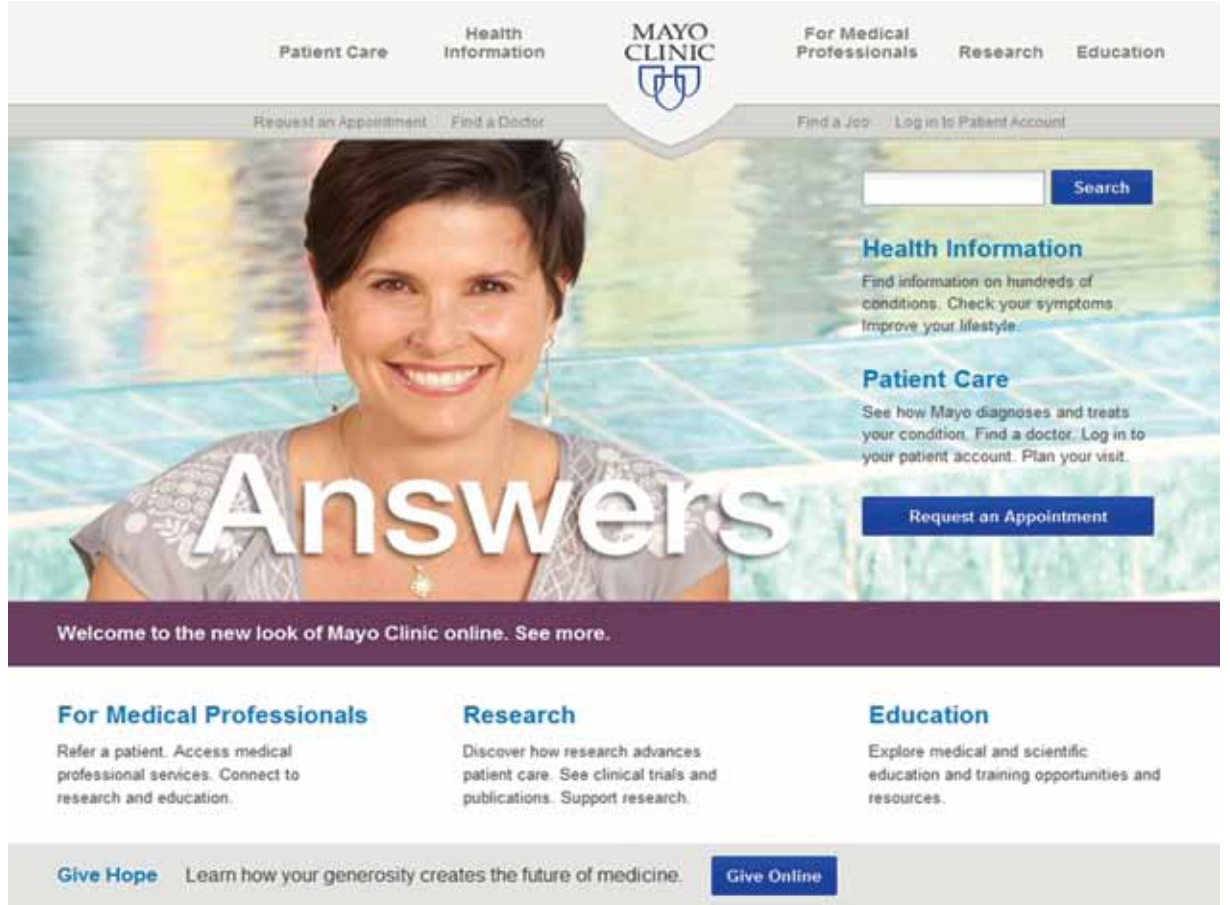 Patient Care
Health
Information
MAYO
CLINIC
For Medical
Professionals
Research
Education
Request an Appointment
Find a Doctor
Find a Job
Log in to Patient Account
Search
Health Information
Find information on hundreds of
conditions. Check your symptoms
Improve your lifestyle.
Patient Care
See how Mayo diagnoses and treats
your condition. Find a doctor. Log in to
your patient account. Plan your visit.
Request an Appointment
Answers
Welcome to the new look of Mayo Clinic online. See more.
For Medical Professionals
Refer a patient. Access medical
professional services. Connect to
research and education.
Research
Discover how research advances
patient care. See clinical trials and
publications. Support research.
Education
Explore medical and scientific
education and training opportunities and
resources.
Give Hope
Learn how your generosity creates the future of medicine.
Give Online